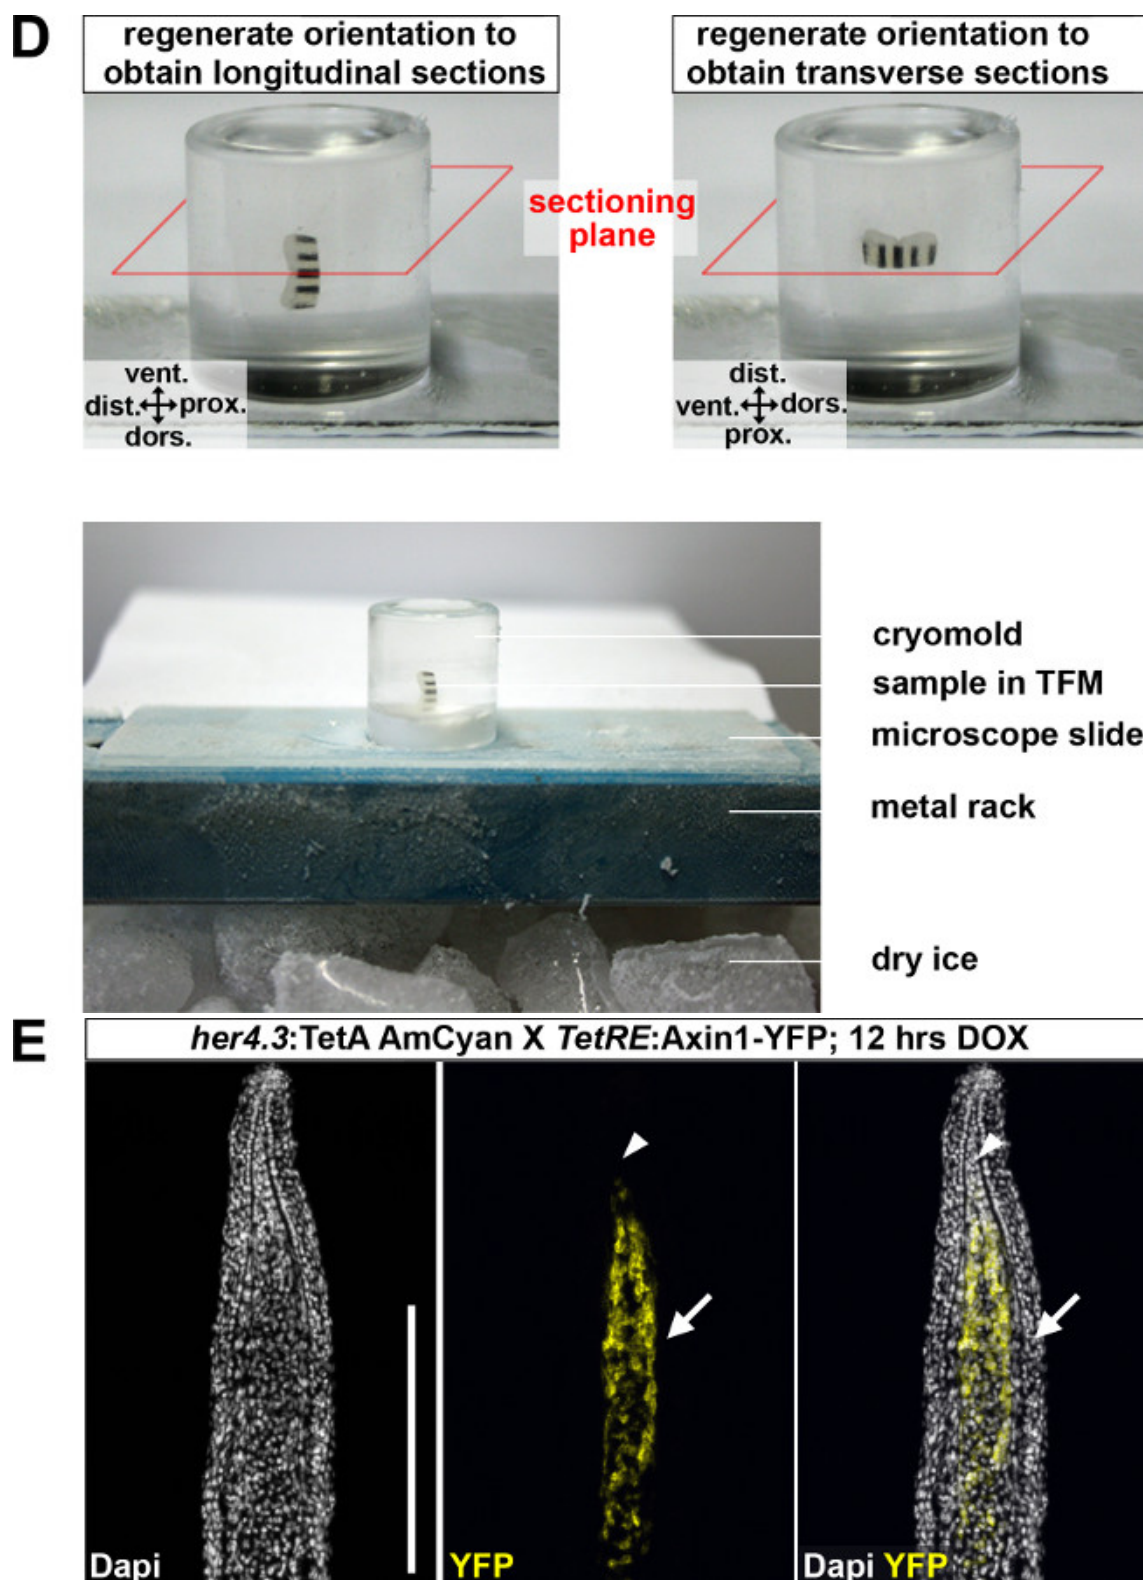 D
regenerate orientation to
obtain longitudinal sections
regenerate orientation to
obtain transverse sections
sectioning
plane
vent.
dist. prox.
dors.
dist.
vent. dors.
prox.
cryomold
sample in TFM
microscope slide
metal rack
dry ice
E
her4.3:TetA AmCyan X TetRE:Axin1-YFP; 12 hrs DOX
Dapi
YFP
Dapi YFP